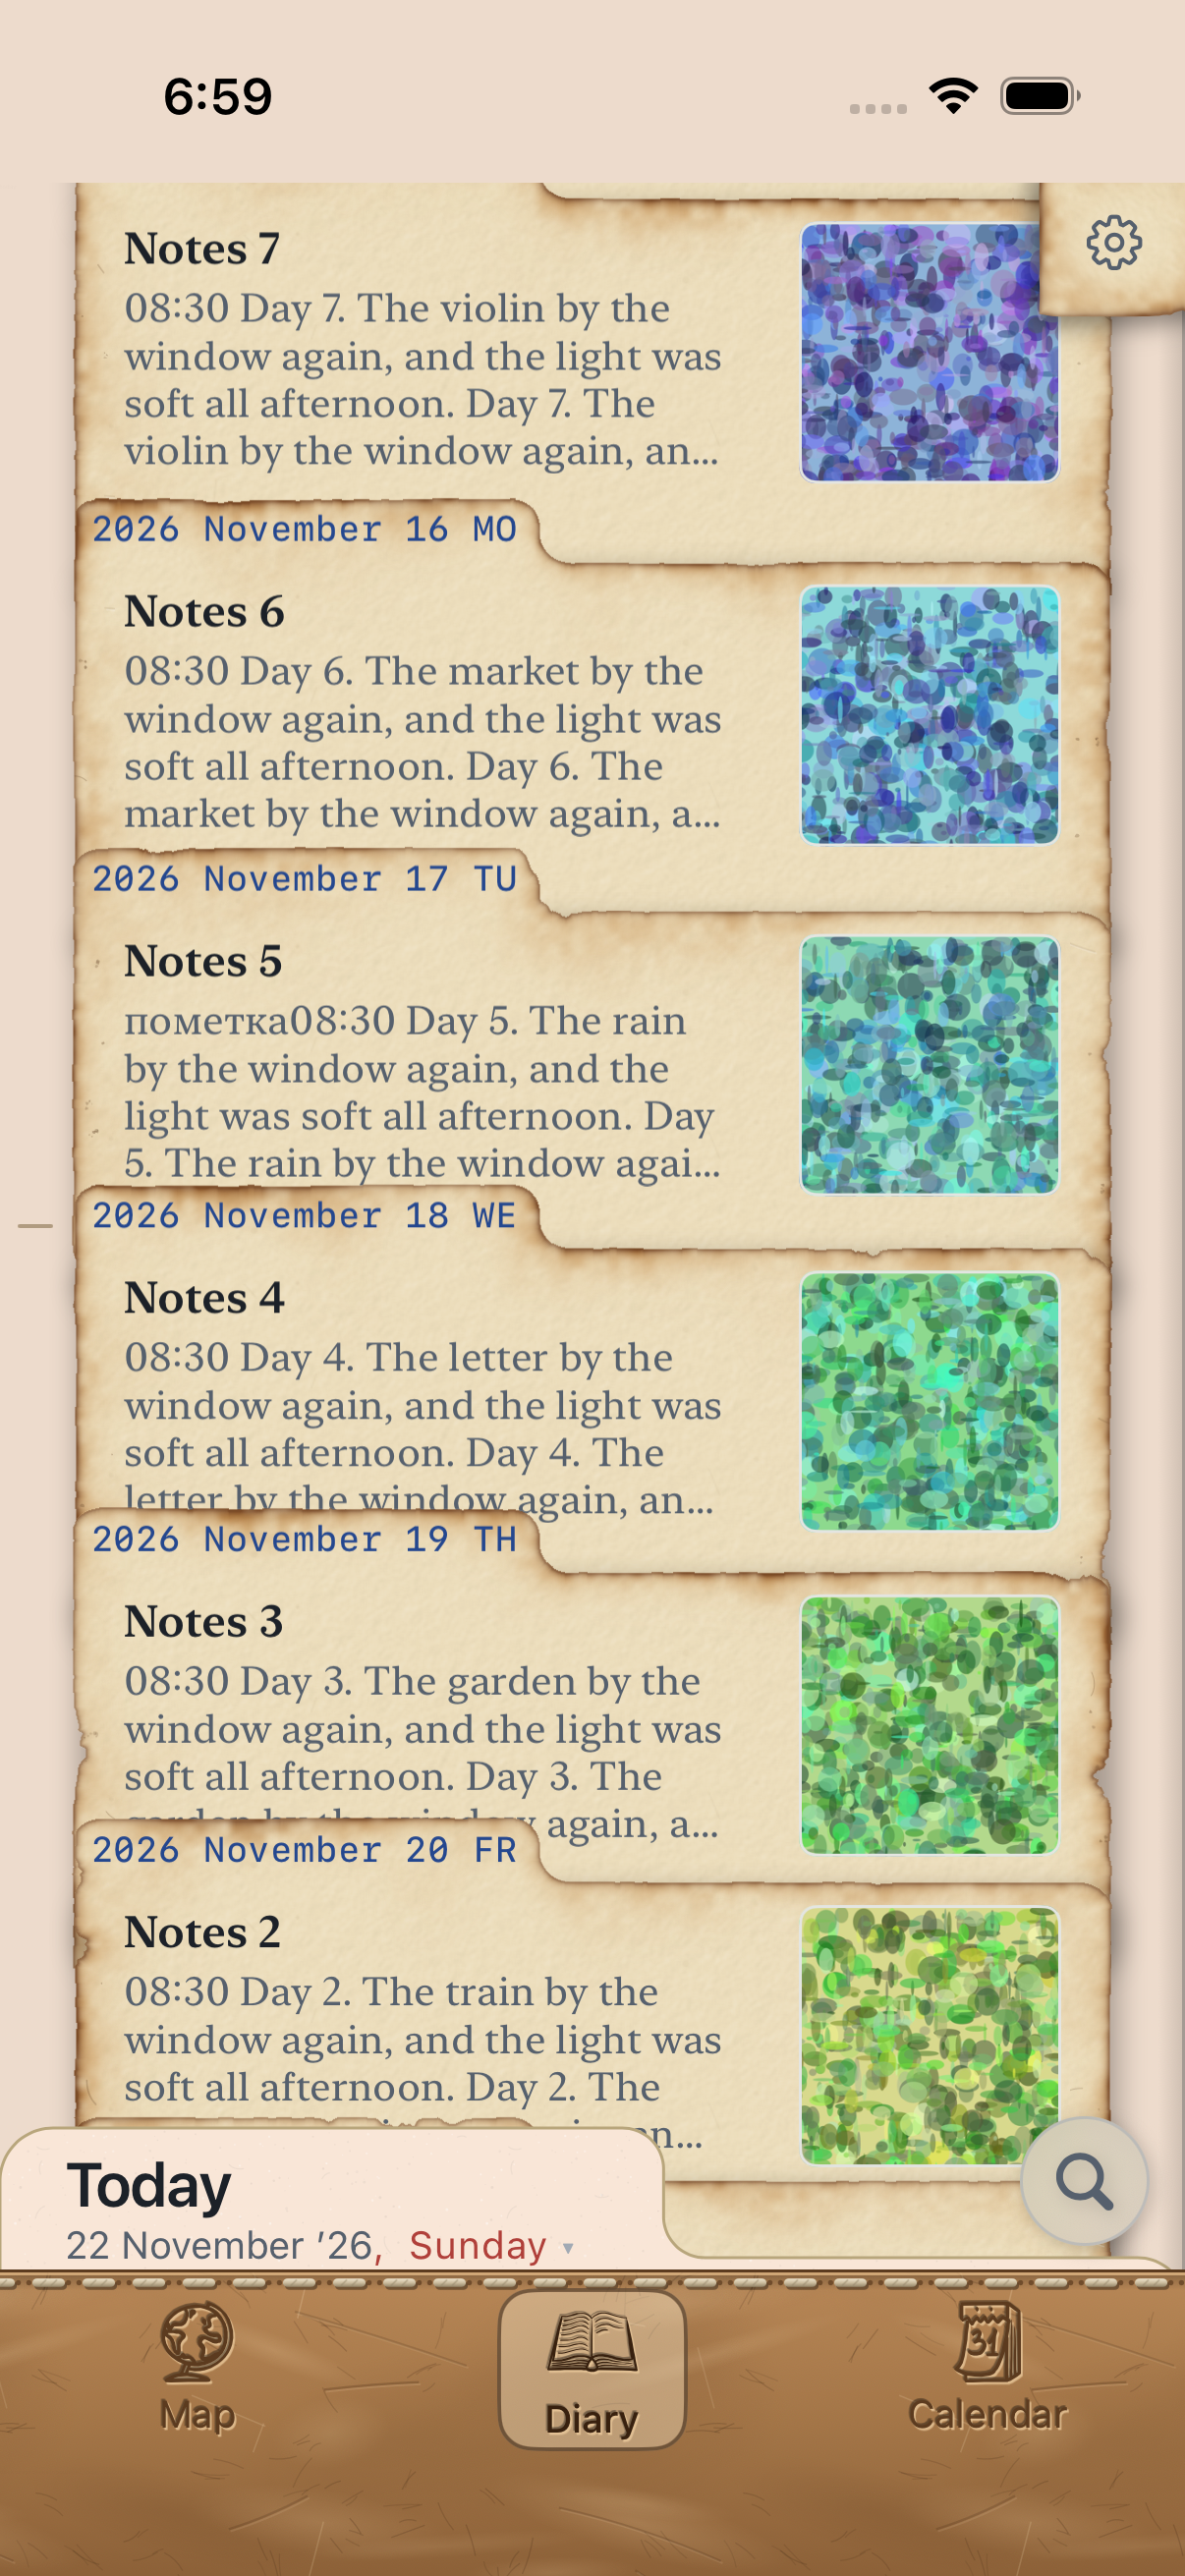 6:59
Notes 7
08:30 Day 7. The violin by the
window again, and the light was
soft all afternoon. Day 7. The
violin by the window again, an...
2026 November 16 MO
Notes 6
08:30 Day 6. The market by the
window again, and the light was
soft all afternoon. Day 6. The
market by the window again, a...
2026 November 17 TU
Notes 5
пометка08:30 Day 5. The rain
by the window again, and the
light was soft all afternoon. Day
5. The rain by the window agai...
2026 November 18 WE
Notes 4
08:30 Day 4. The letter by the
window again, and the light was
soft all afternoon. Day 4. The
letter by the window again, an...
2026 November 19 TH
Notes 3
08:30 Day 3. The garden by the
window again, and the light was
soft all afternoon. Day 3. The
garden by the window again, a...
2026 November 20 FR
Notes 2
08:30 Day 2. The train by the
window again, and the light was
soft all afternoon. Day 2. The
Today
22 November ’26, Sunday
31
Map
Diary
Calendar